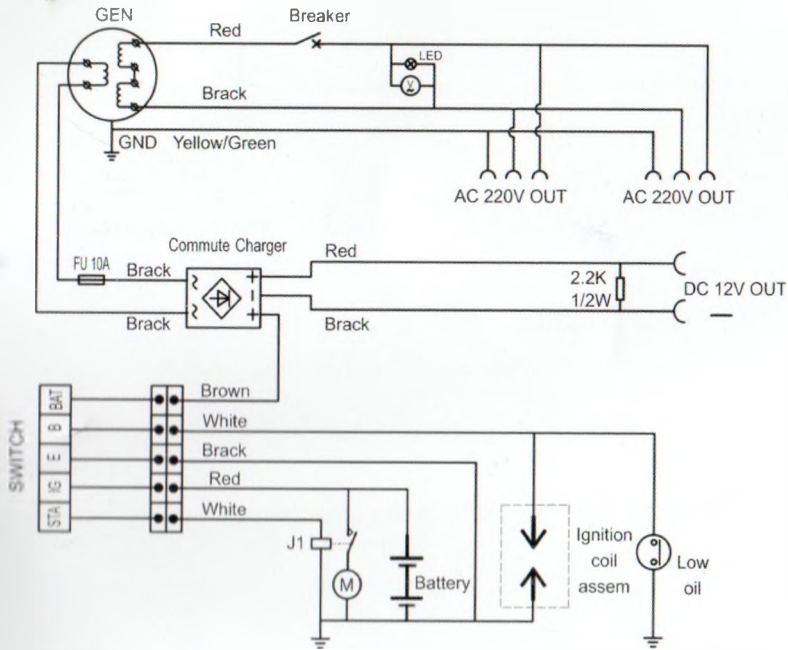 GEN
Breaker
Red
LED
V
Brack
GND Yellow/Green
AC 220V OUT
AC 220V OUT
Commute Charger
Red
FU 10A
Brack
2.2K
1/2W
DC 12V OUT
Brack
Brack
SWITCH
BAT
B
E
IG
STA
Brown
White
Brack
Red
White
J1
M
Battery
Ignition
coil
assem
Low
oil